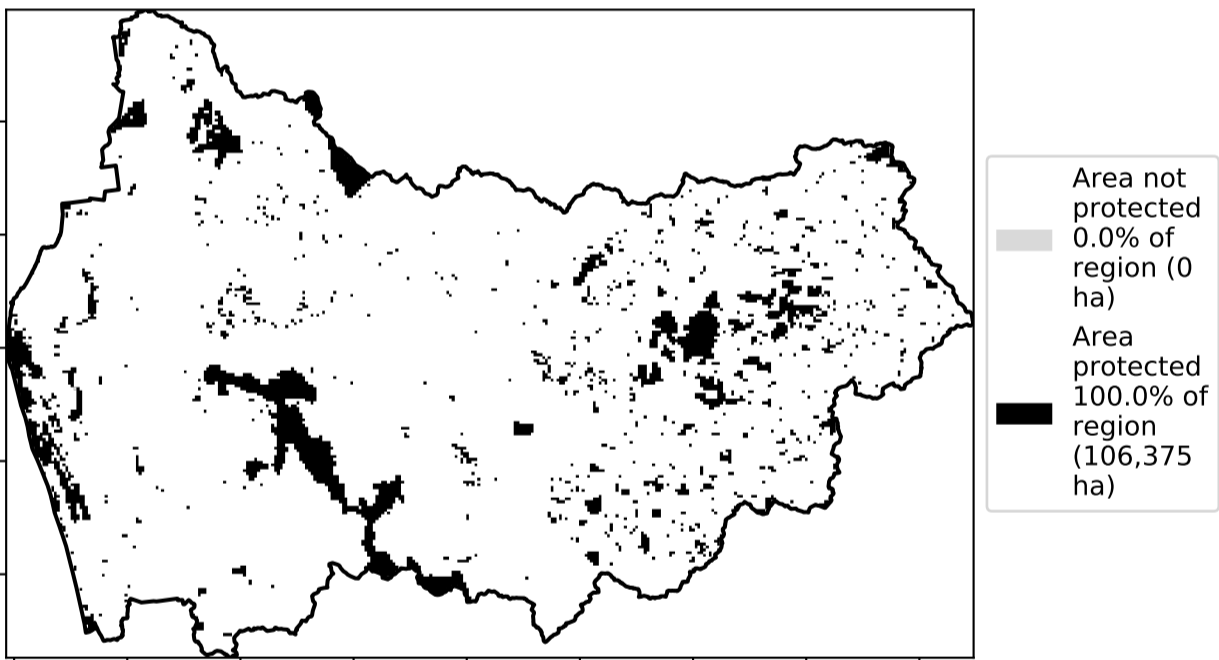 Area not
protected
0.0% of
region (0
ha)
Area
protected
100.0% of
region
(106,375
ha)